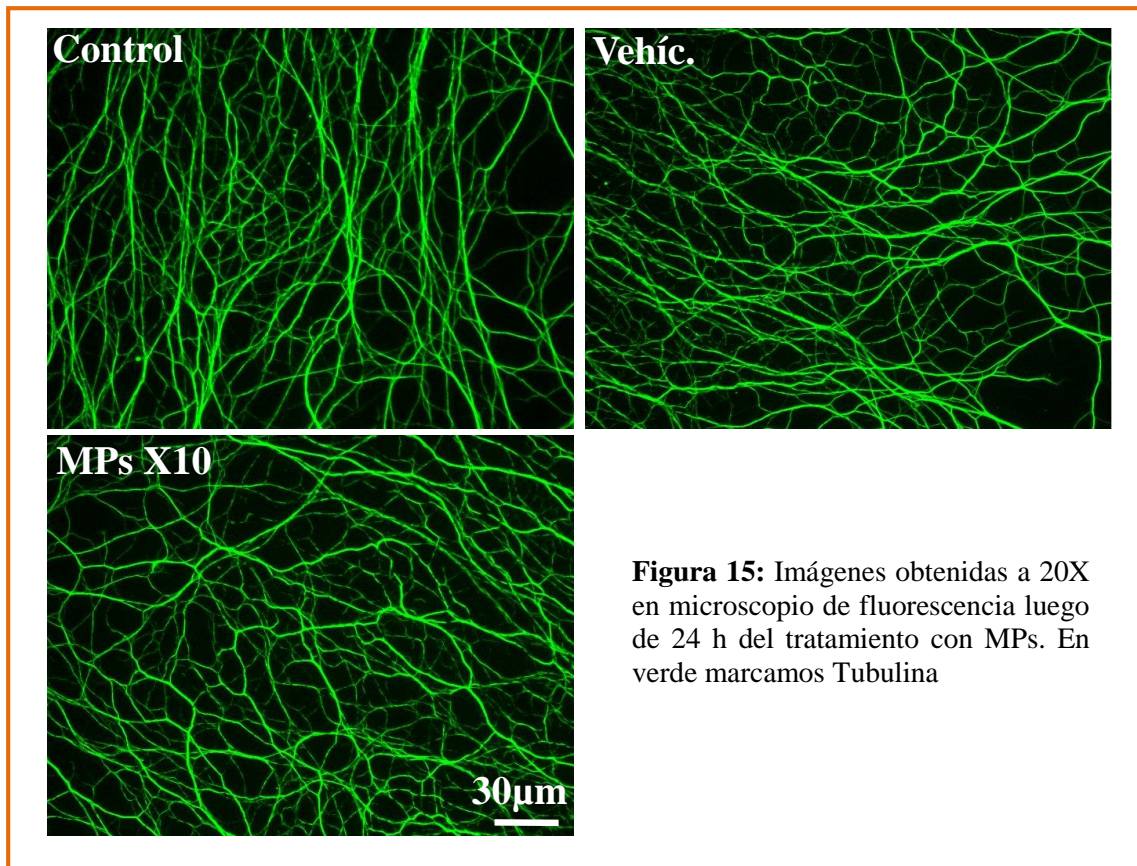 Control
Vehíc.
MPs X10
30µm
Figura 15: Imágenes obtenidas a 20X
en microscopio de fluorescencia luego
de 24 h del tratamiento con MPs. En
verde marcamos Tubulina